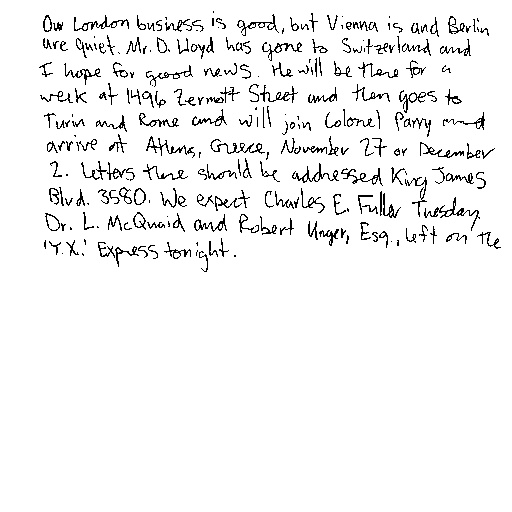 Our London business is good, but Vienna is and Berlin
are quiet. Mr. D. Lloyd has gone to Switzerland and
I hope for good news. He will be there for a
week at 1496 Zermott Street and then goes to
Turin and Rome and will join Colonel Parry and
arrive at Athens, Greece, November 27 or December
2. Letters there should be addressed King James
Blvd. 3580. We expect Charles E. Fuller Tuesday.
Dr. L. McQuaid and Robert Unger, Esq., left on the
'Y.X.' Express tonight.